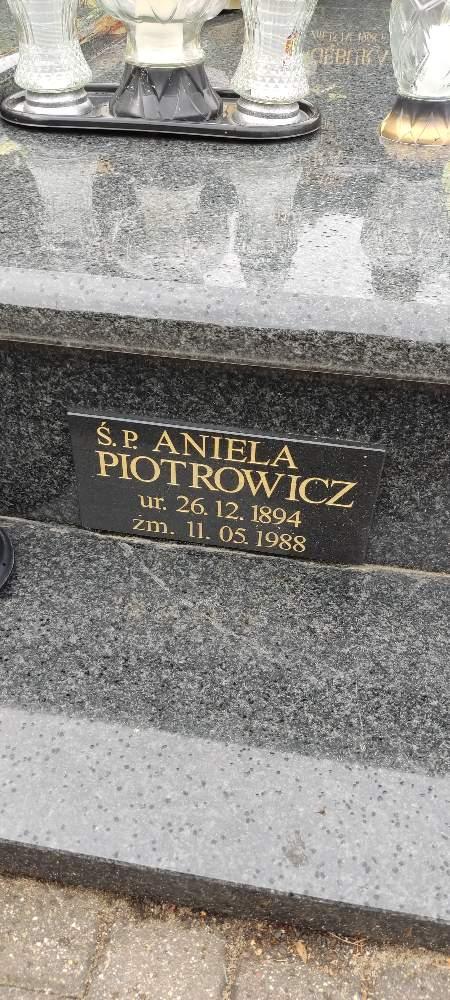 Ś.P. ANIELA
PIOTROWICZ
ur. 26. 12. 1894
zm. 11. 05. 1988